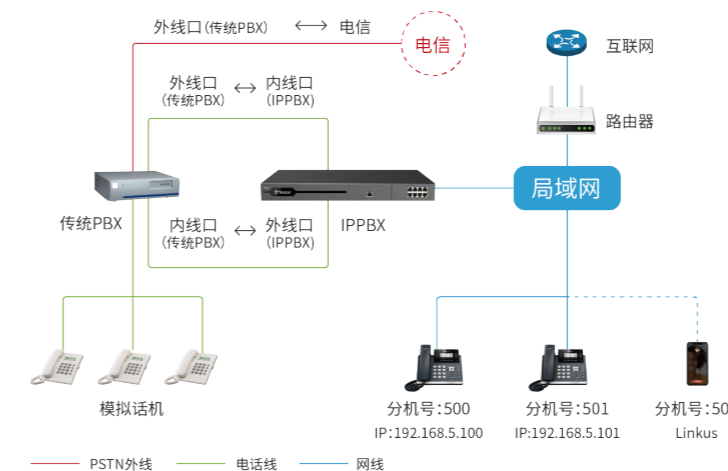 外线口(传统PBX) 电信
电信
互联网
外线口 内线口
(传统PBX) (IPPBX)
路由器
局域网
传统PBX
内线口 外线口
(传统PBX) (IPPBX)
IPPBX
模拟话机
分机号:500 分机号:501 分机号:50
IP:192.168.5.100 IP:192.168.5.101 Linkus
PSTN外线 电话线 网线